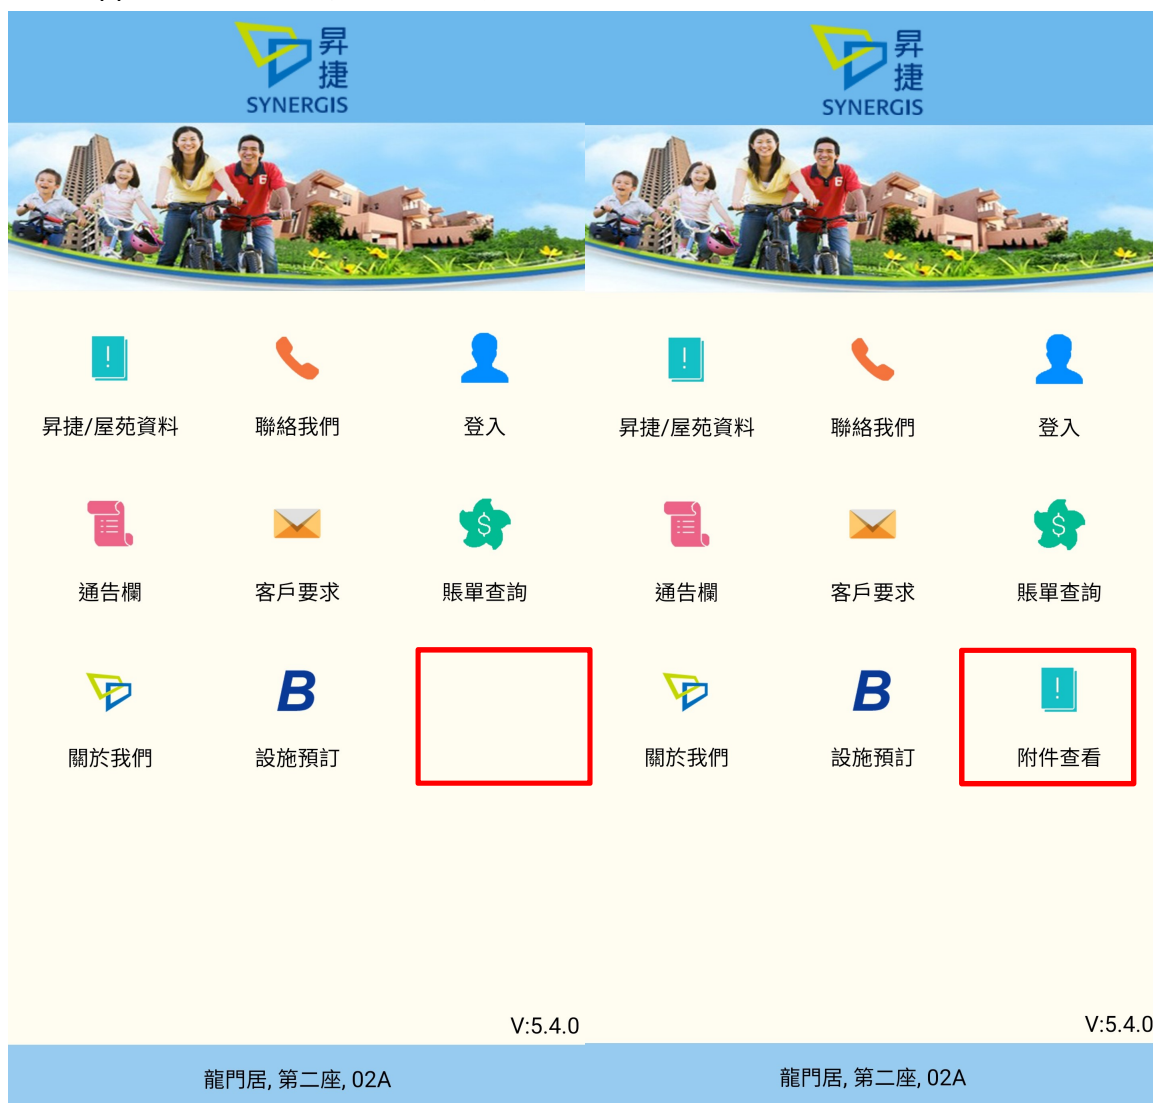 昇
捷
SYNERGIS
昇捷/屋苑資料
聯絡我們
登入
通告欄
客戶要求
賬單查詢
關於我們
B
設施預訂
V:5.4.0
龍門居, 第二座, 02A
昇
捷
SYNERGIS
昇捷/屋苑資料
聯絡我們
登入
通告欄
客戶要求
賬單查詢
關於我們
B
設施預訂
附件查看
V:5.4.0
龍門居, 第二座, 02A